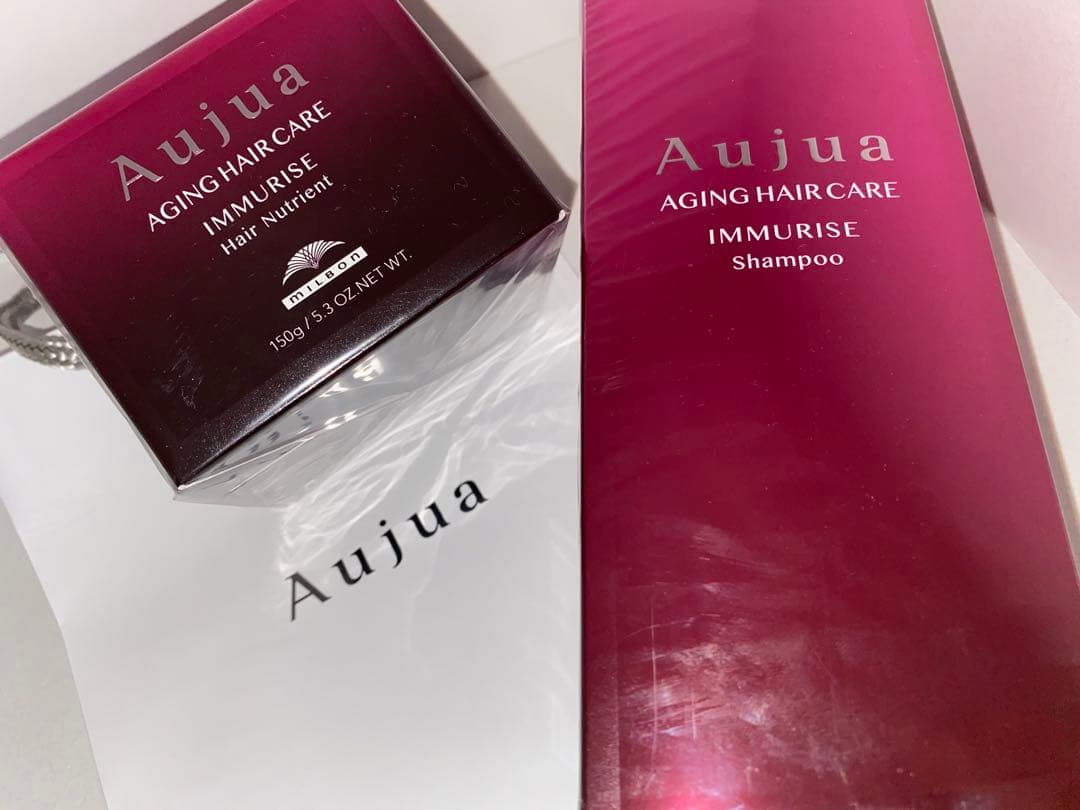 Aujua
AGING HAIR CARE
IMMURISE
Hair Nutrient
MILBON
150g / 5.3 OZ.NET WT.
Aujua
Aujua
AGING HAIR CARE
IMMURISE
Shampoo